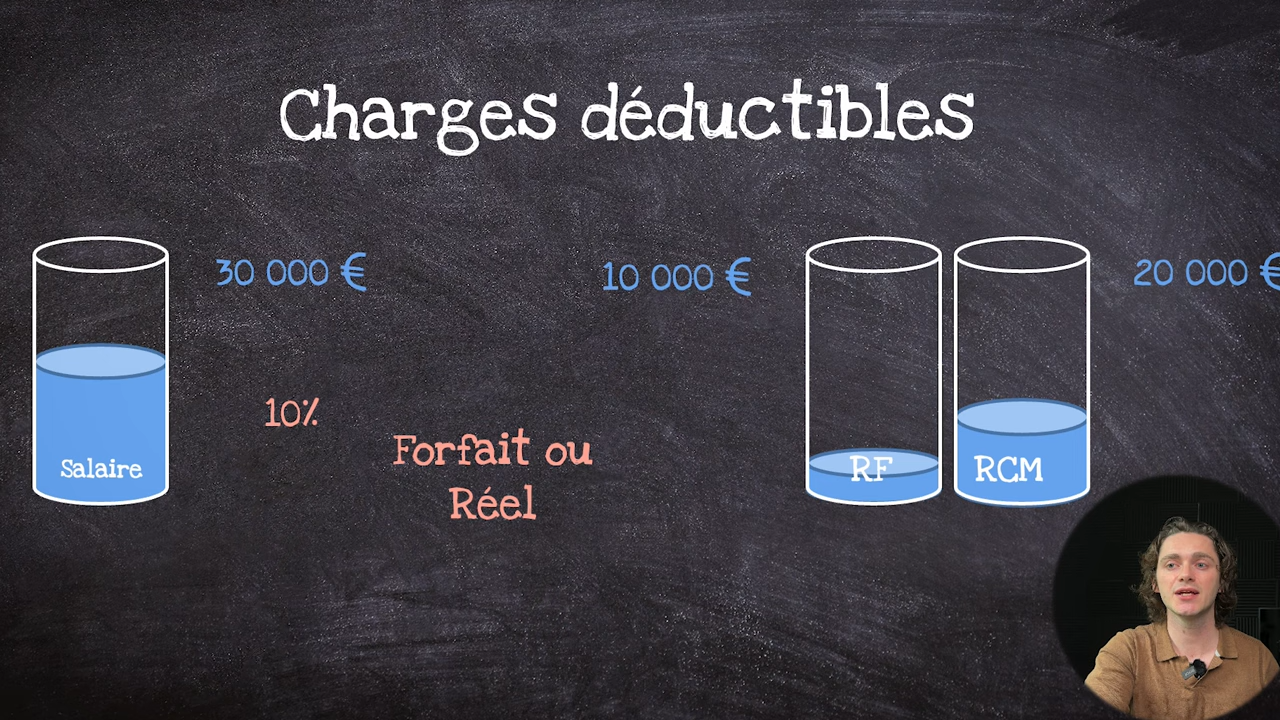 Charges déductibles
30 000 €
10 000 €
20 000 €
10%
Forfait ou
Réel
Salaire
RF
RCM